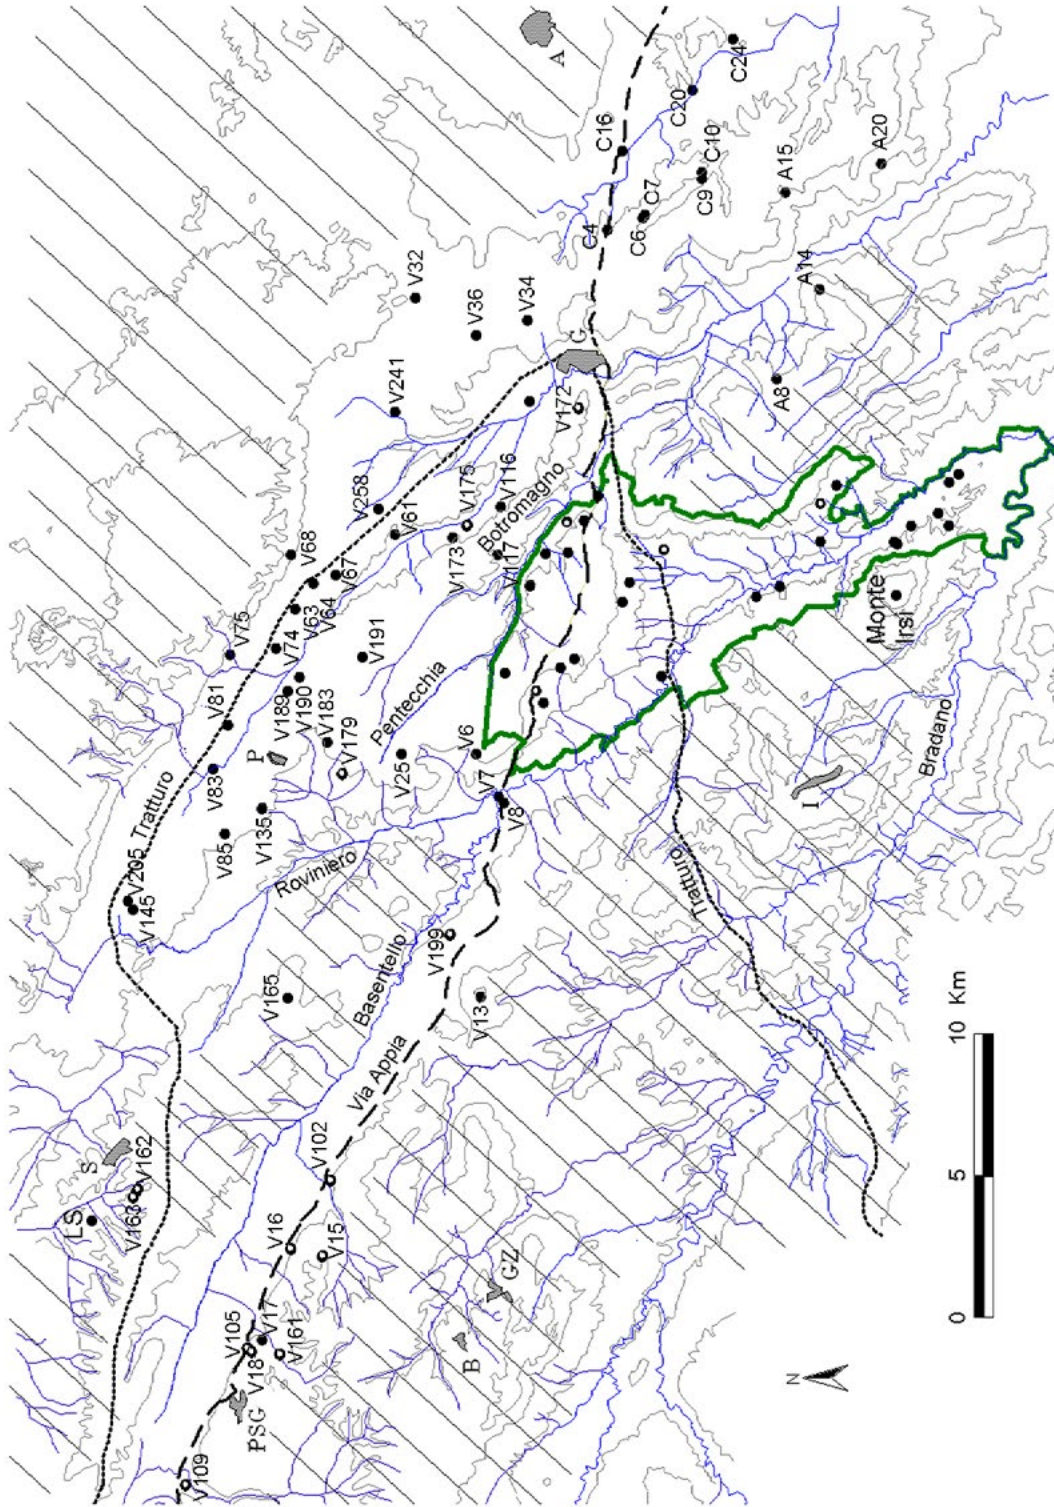 A
C24
C20
C16
C10
C9
A20
A15
C7
C6
C4
A14
V32
V36
V34
G
A8
V241
V172
V258
V61
V175
V116
Botromagno
V173
V117
V68
V67
V64
V63
V74
V75
V191
Monte
Irsi
V81
V189
V190
V183
P
V179
Pentecchia
V25
V6
V7
V8
V83
V135
V85
Tratturo
V205
V145
Roviniero
Bradano
I
Tratturo
V199
Basentello
V165
V13
Via Appia
V102
S
V162
V163
LS
V16
V15
GZ
V105
V17
V18
V161
B
PSG
V109
N
0
5
10 Km